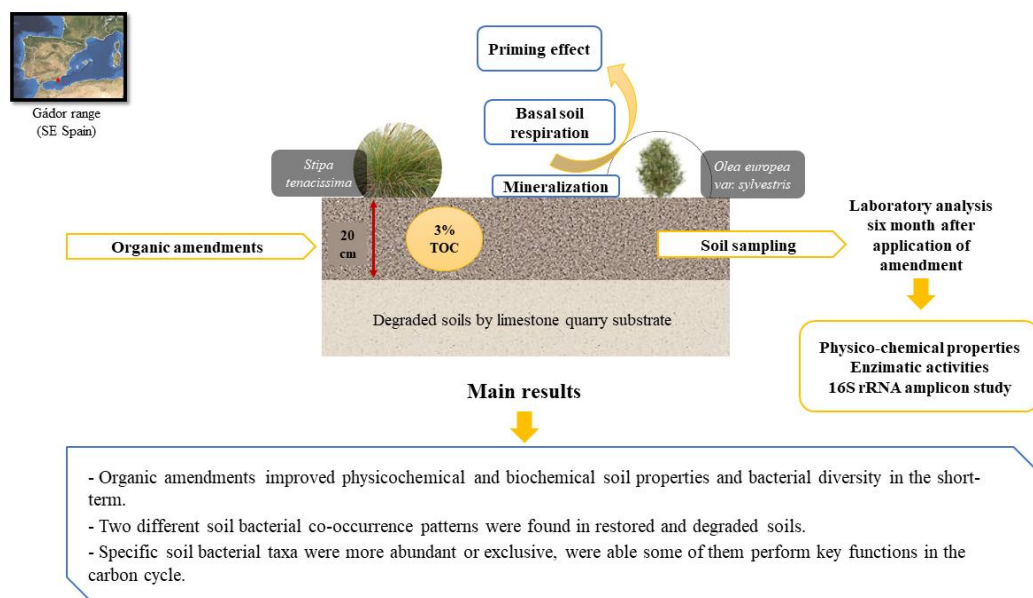 Gádor range
(SE Spain)
Priming effect
Basal soil
respiration
Mineralization
Stipa
tenacissima
Olea europea
var. sylvestris
Organic amendments
20
cm
3%
TOC
Soil sampling
Laboratory analysis
six month after
application of
amendment
Degraded soils by limestone quarry substrate
Physico-chemical properties
Enzimatic activities
16S rRNA amplicon study
Main results
- Organic amendments improved physicochemical and biochemical soil properties and bacterial diversity in the short-
term.
- Two different soil bacterial co-occurrence patterns were found in restored and degraded soils.
- Specific soil bacterial taxa were more abundant or exclusive, were able some of them perform key functions in the
carbon cycle.